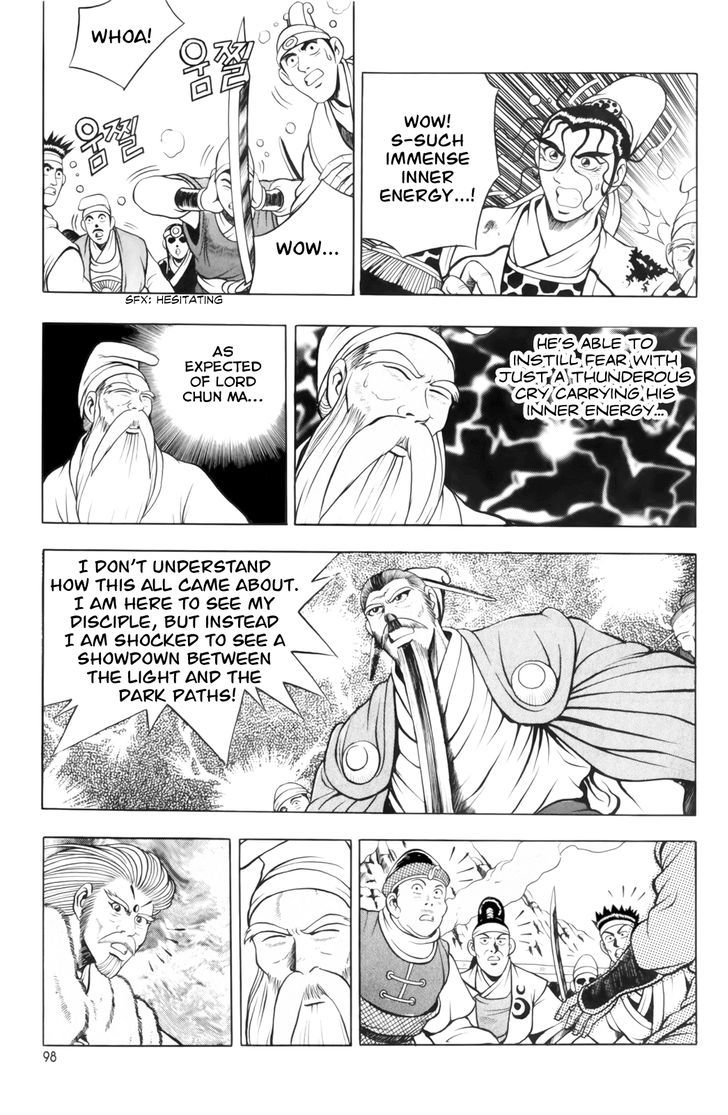 WHOA!
움찔
움찔
WOW...
SFX: HESITATING
WOW!
S-SUCH
IMMENSE
INNER
ENERGY...!
AS
EXPECTED
OF LORD
CHUN MA...
HE'S ABLE TO
INSTILL FEAR WITH
JUST A THUNDEROUS
CRY CARRYING HIS
INNER ENERGY...
I DON'T UNDERSTAND
HOW THIS ALL CAME ABOUT.
I AM HERE TO SEE MY
DISCIPLE, BUT INSTEAD
I AM SHOCKED TO SEE A
SHOWDOWN BETWEEN
THE LIGHT AND THE
DARK PATHS!
98